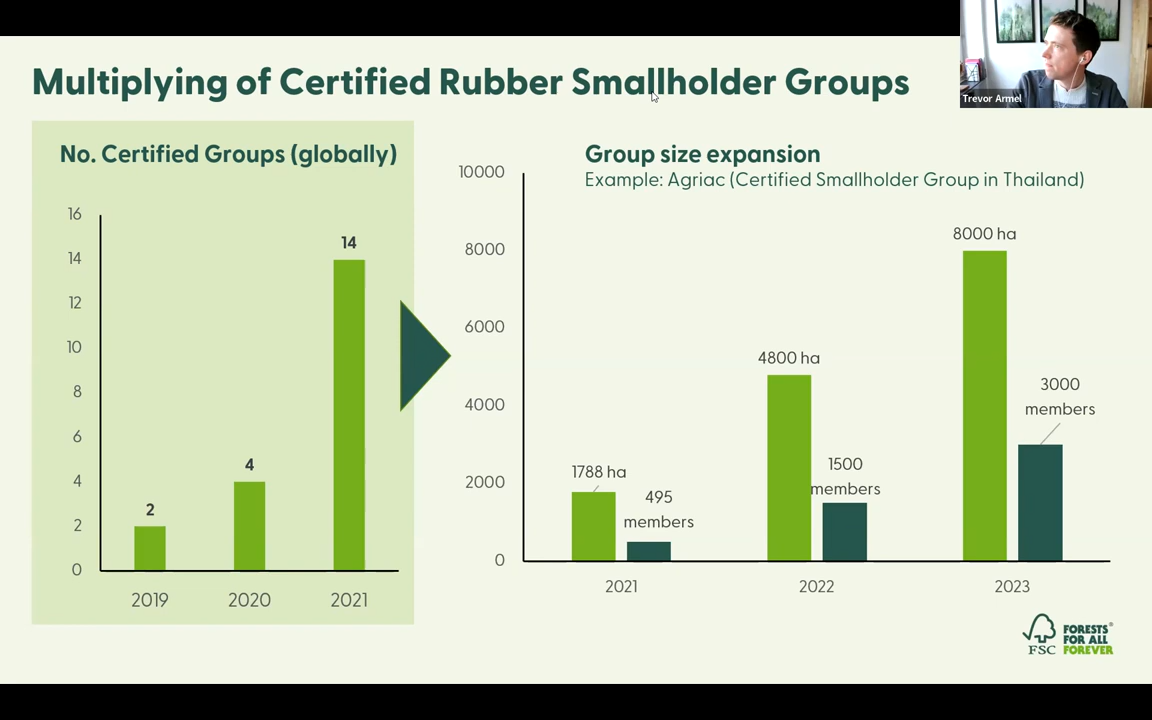 Multiplying of Certified Rubber Smallholder Groups
Trevor Armel
No. Certified Groups (globally)
16
14
12
10
8
6
4
2
0
2
4
14
2019
2020
2021
Group size expansion
Example: Agriac (Certified Smallholder Group in Thailand)
10000
8000
6000
4000
2000
0
1788 ha
495
members
4800 ha
1500
members
8000 ha
3000
members
2021
2022
2023
FSC
FORESTS®
FOR ALL
FOREVER